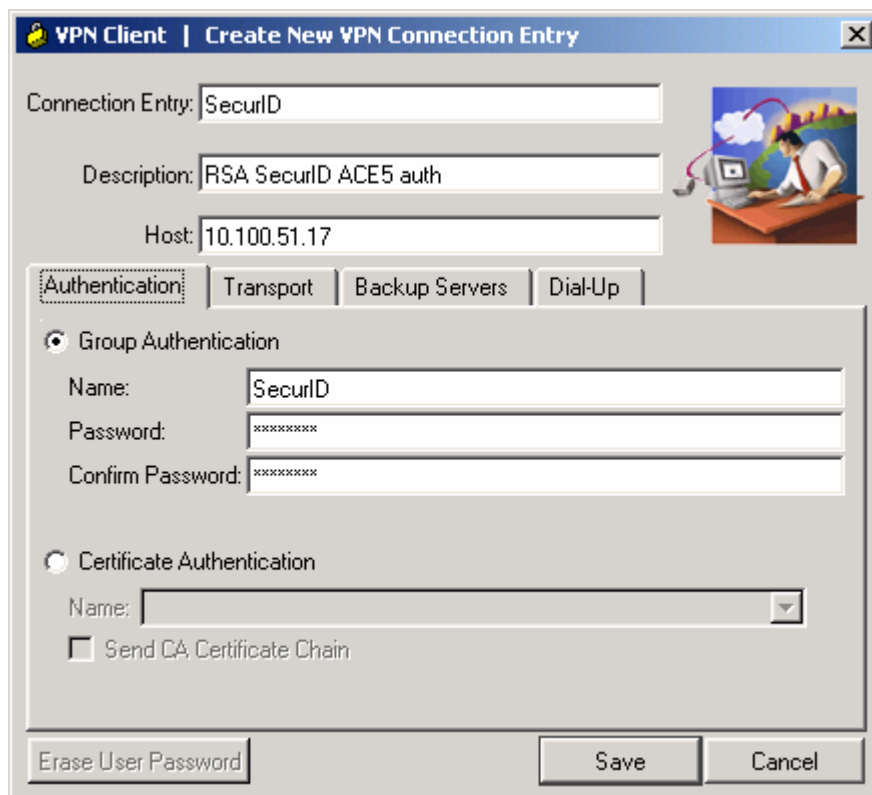 VPN Client | Create New VPN Connection Entry
Connection Entry: SecurID
Description: RSA SecurID ACE5 auth
Host: 10.100.51.17
Authentication Transport Backup Servers Dial-Up
Group Authentication
Name: SecurID
Password: ********
Confirm Password: ********
Certificate Authentication
Name:
Send CA Certificate Chain
Erase User Password Save Cancel